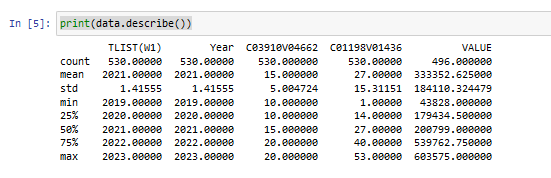 In [5]: print(data.describe())
TLIST(W1) Year C03910V04662 C01198V01436 VALUE
count 530.00000 530.00000 530.000000 530.00000 496.000000
mean 2021.00000 2021.00000 15.000000 27.00000 333352.625000
std 1.41555 1.41555 5.004724 15.31151 184110.324479
min 2019.00000 2019.00000 10.000000 1.00000 43828.000000
25% 2020.00000 2020.00000 10.000000 14.00000 179434.500000
50% 2021.00000 2021.00000 15.000000 27.00000 200799.000000
75% 2022.00000 2022.00000 20.000000 40.00000 539762.750000
max 2023.00000 2023.00000 20.000000 53.00000 603575.000000